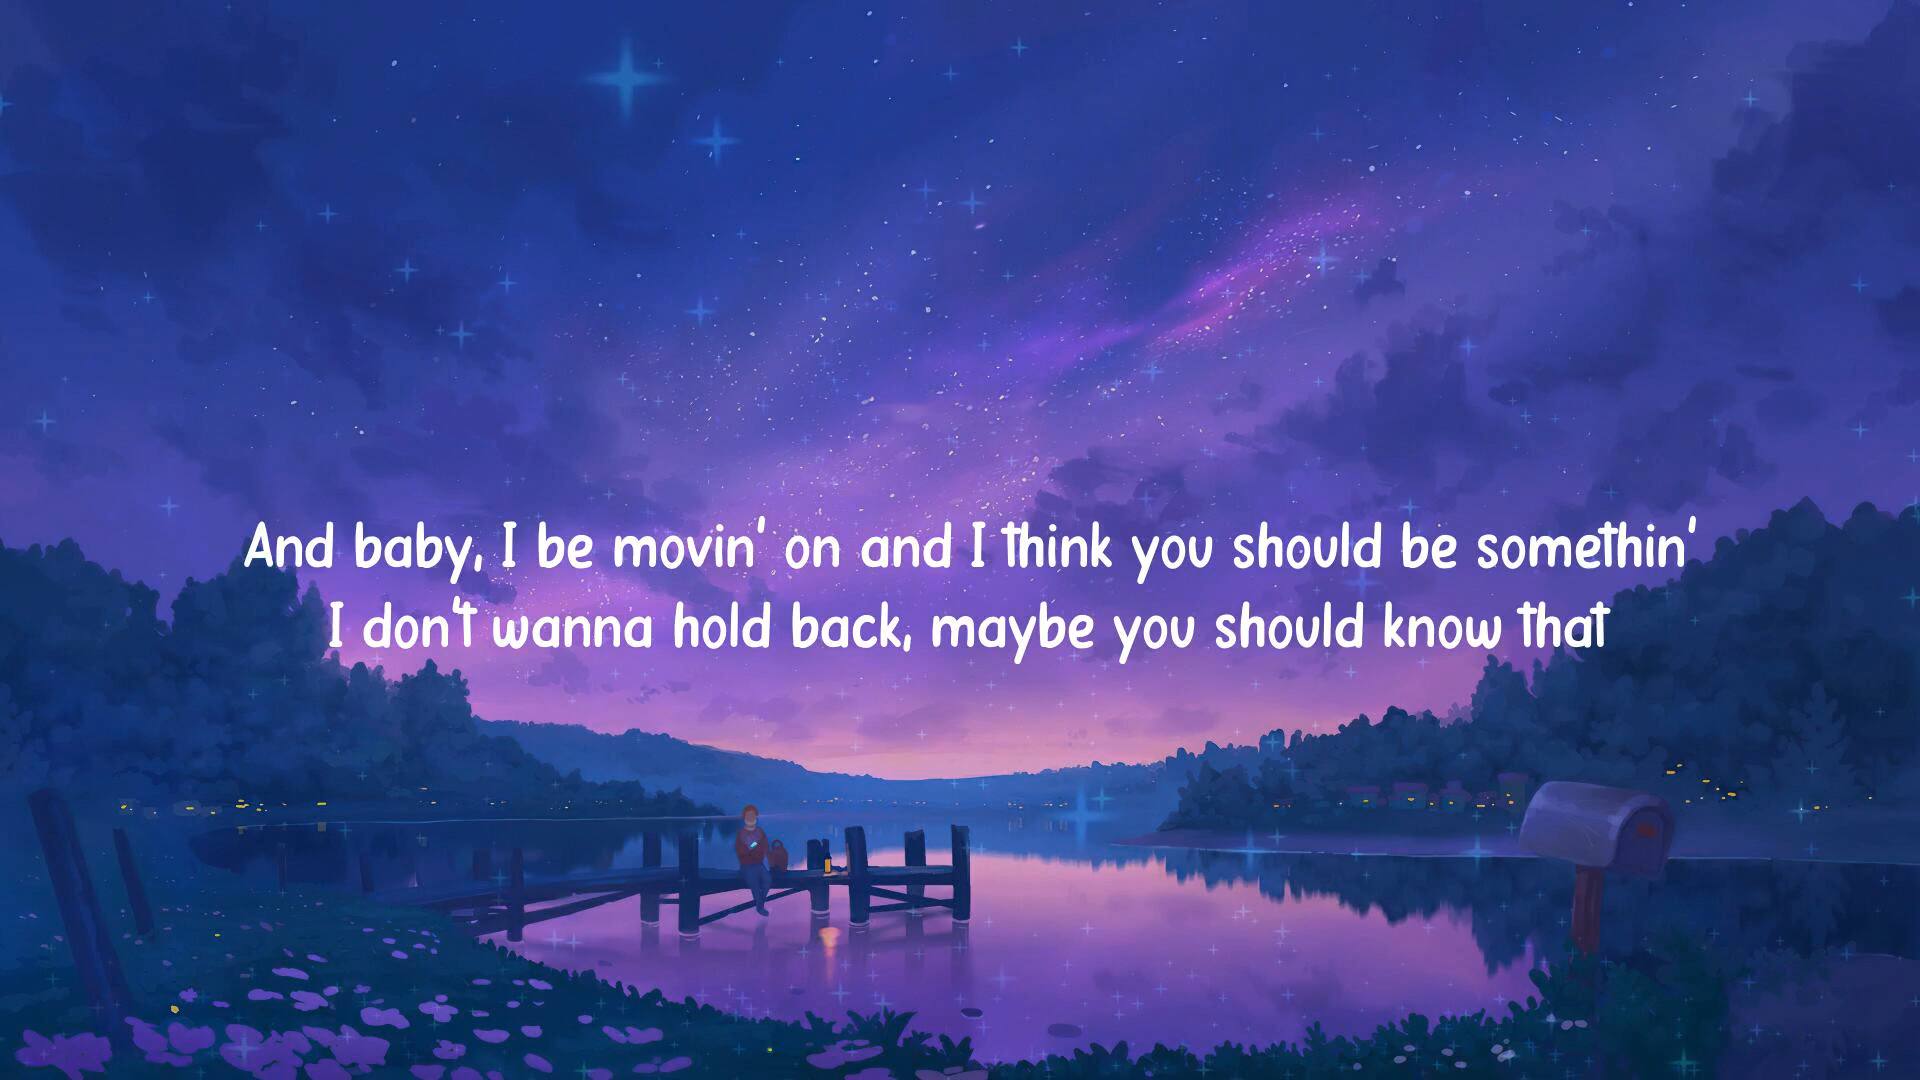 And baby, I be movin' on and I think you should be somethin'
I don't wanna hold back, maybe you should know that